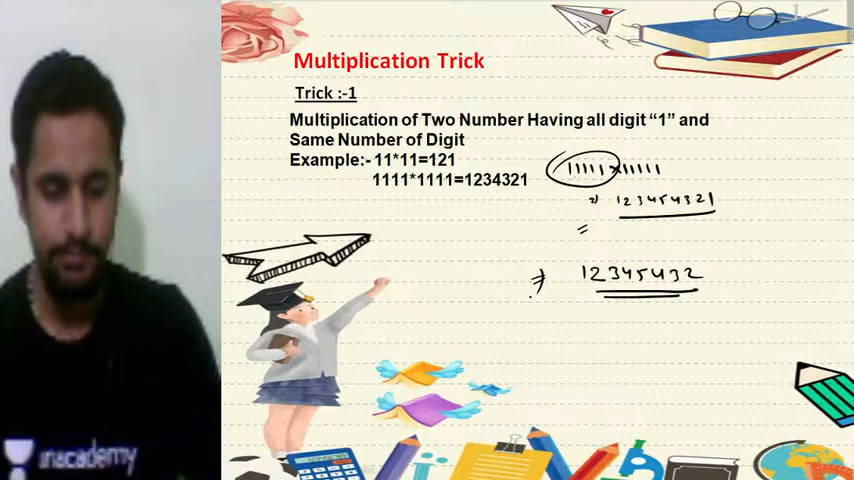 Multiplication Trick
Trick :-1
Multiplication of Two Number Having all digit “1” and
Same Number of Digit
Example:- 11*11=121
1111*1111=1234321
11111×11111
123454321
=
⇒ 12345432
unacademy